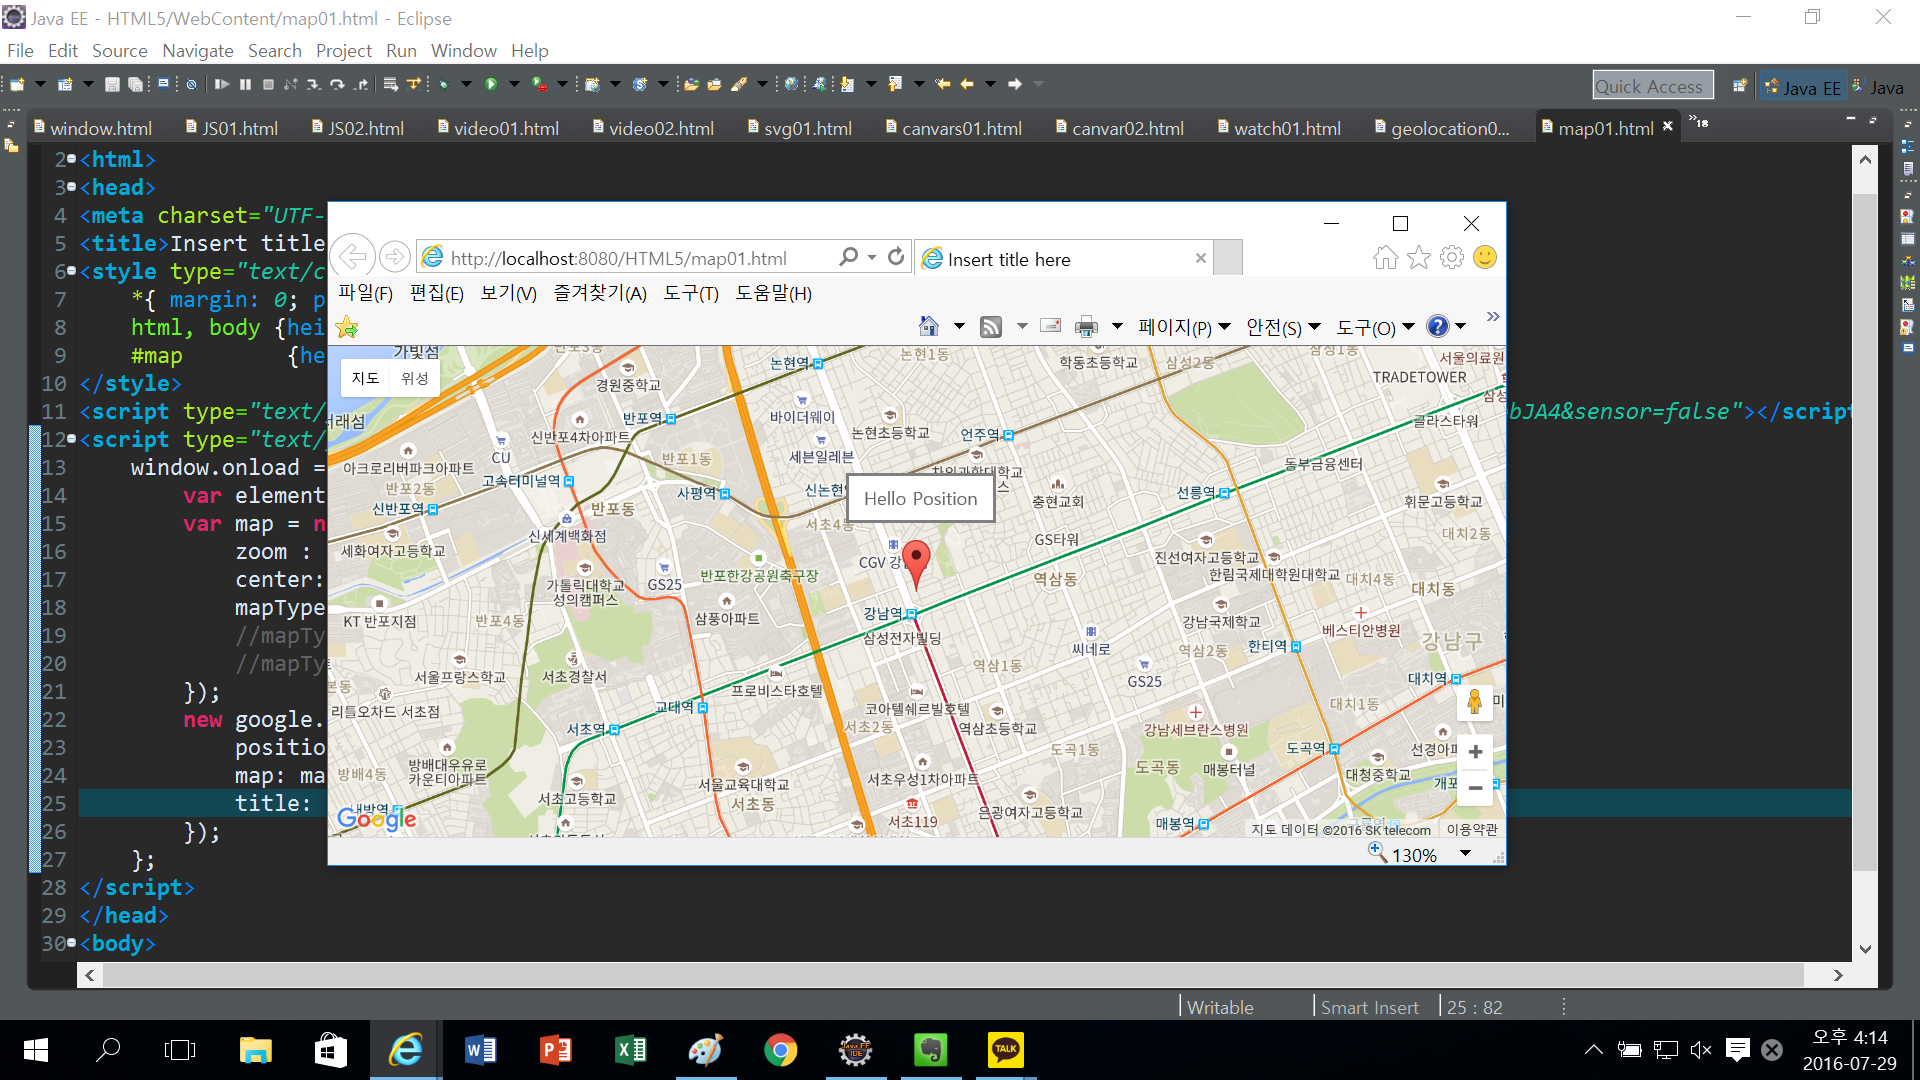 Java EE - HTML5/WebContent/map01.html - Eclipse
File Edit Source Navigate Search Project Run Window Help
Quick Access
Java EE
Java
window.html
JS01.html
JS02.html
video01.html
video02.html
svg01.html
canvars01.html
canvar02.html
watch01.html
geolocation0...
map01.html
18
2 <html>
3 <head>
4 <meta charset="UTF-
5 <title>Insert title
6 <style type="text/c
7 *{ margin: 0; p
8 html, body {hei
9 #map {he
10 </style>
11 <script type="text/
bJA4&sensor=false"></script
12 <script type="text/
13 window.onload =
14 var element
15 var map = n
16 zoom :
17 center:
18 mapType
19 //mapTy
20 //mapTy
21 });
22 new google.
23 positio
24 map: ma
25 title:
26 });
27 };
28 </script>
29 </head>
30 <body>
http://localhost:8080/HTML5/map01.html
Insert title here
파일(F) 편집(E) 보기(V) 즐겨찾기(A) 도구(T) 도움말(H)
페이지(P) 안전(S) 도구(O)
지도 위성
가빛섬
논현역
논현1동
학동초등학교
삼성2동
삼성1동
서울의료원
TRADETOWER
경원중학교
서래섬
반포역
바이더웨이
신반포4차아파트
논현초등학교
언주역
글라스타워
CU
세븐일레븐
반포1동
아크로리버파크아파트
차의과학대학교
동부금융센터
반포2동
고속터미널역
사평역
신논현
Hello Position
충현교회
선릉역
휘문고등학교
신반포역
반포동
서초4동
대치2동
신세계백화점
GS타워
세화여자고등학교
CGV 강
진선여자고등학교
가톨릭대학교
성의캠퍼스
GS25
반포한강공원축구장
역삼동
한림국제대학원대학교
대치4동
대치동
KT 반포지점
반포4동
삼풍아파트
강남역
강남국제학교
베스티안병원
삼성전자빌딩
씨네로
역삼2동
한티역
강남구
서울프랑스학교
서초경찰서
역삼1동
GS25
대치역
프로비스타호텔
리틀오차드 서초점
교대역
코아텔쉐르빌호텔
대치1동
서초역
서초2동
역삼초등학교
강남세브란스병원
방배대우유로
카운티아파트
도곡1동
도곡역
선경아파
방배4동
서울교육대학교
서초우성1차아파트
도곡동
매봉터널
대청중학교
개포
서초고등학교
서초동
은광여자고등학교
내방역
서초119
매봉역
Google
지도 데이터 ©2016 SK telecom
이용약관
130%
Writable
Smart Insert
25 : 82
TALK
오후 4:14
2016-07-29